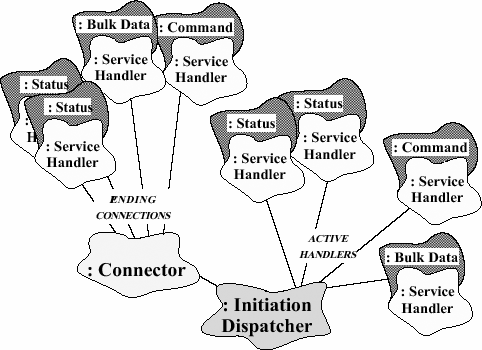 : Bulk Data
: Command
: Service
Handler
: Service
Handler
: Status
: Status
: Service
Handler
: Status
: Service
Handler
: Status
: Service
Handler
: Command
: Service
Handler
: Bulk Data
: Service
Handler
ENDING
CONNECTIONS
ACTIVE
HANDLERS
: Connector
: Initiation
Dispatcher